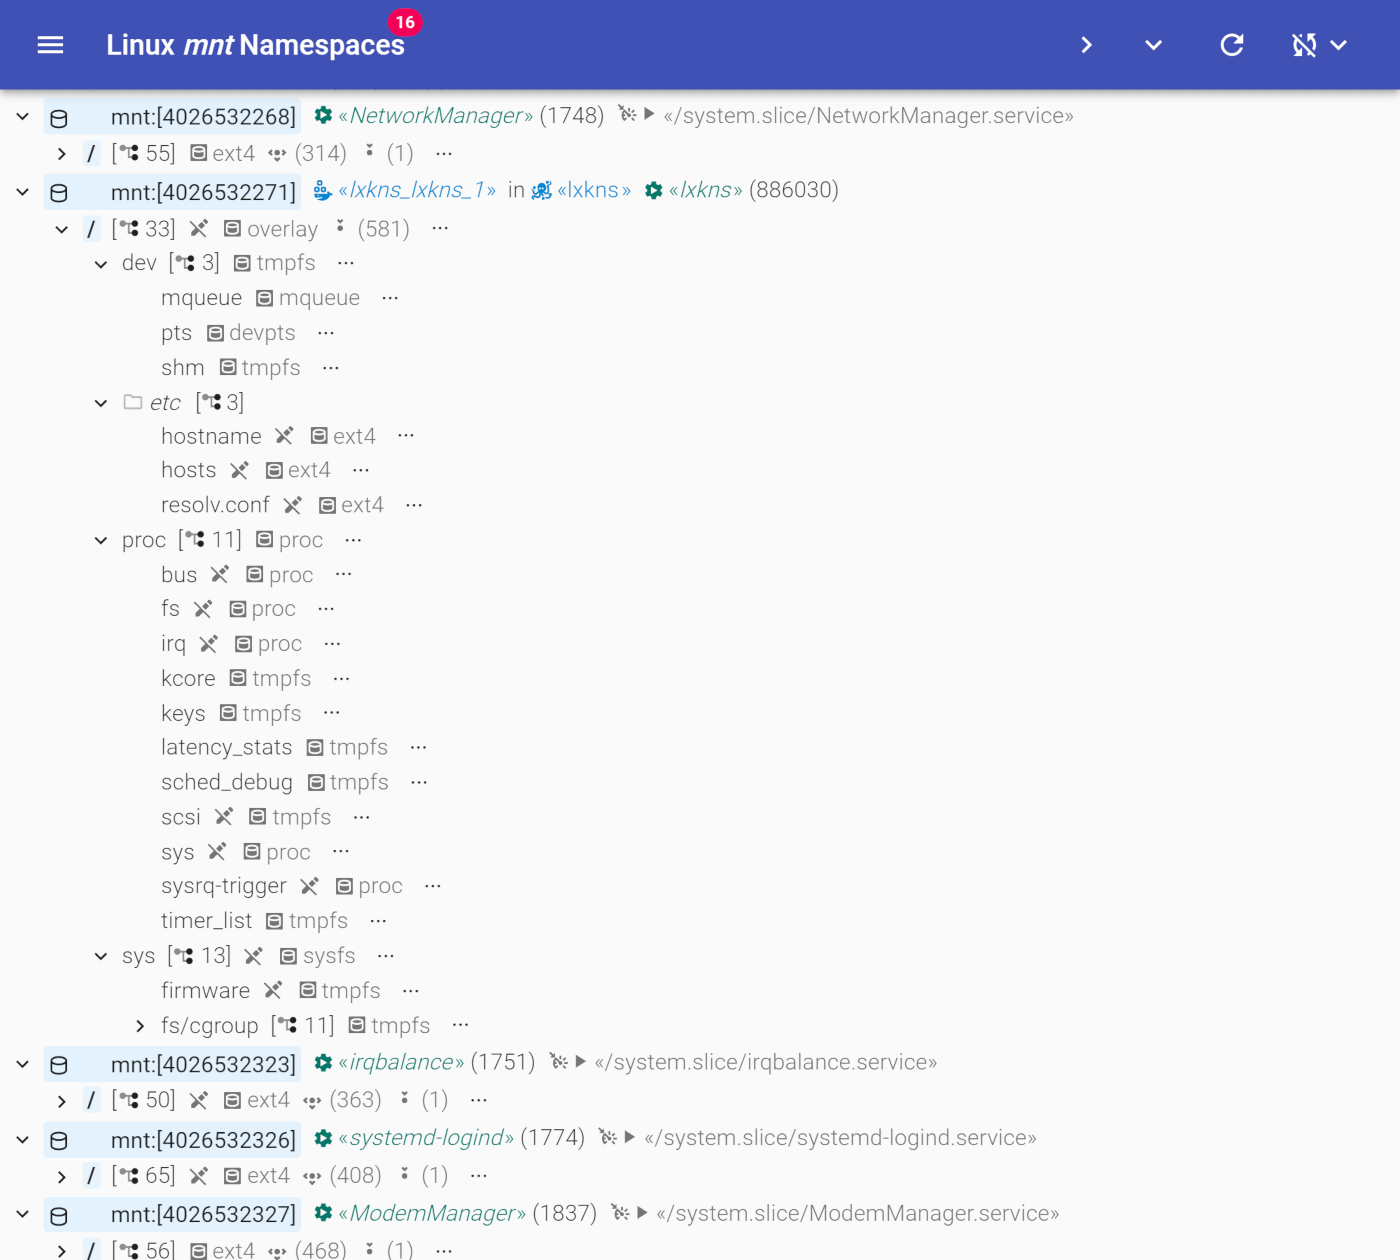 16
Linux mnt Namespaces
mnt:[4026532268] «NetworkManager» (1748) «/system.slice/NetworkManager.service»
/ [55] ext4 (314) (1) ···
mnt:[4026532271] «lxkns_lxkns_1» in «lxkns» «lxkns» (886030)
/ [33] overlay (581) ···
dev [3] tmpfs ···
mqueue mqueue ···
pts devpts ···
shm tmpfs ···
etc [3]
hostname ext4 ···
hosts ext4 ···
resolv.conf ext4 ···
proc [11] proc ···
bus proc ···
fs proc ···
irq proc ···
kcore tmpfs ···
keys tmpfs ···
latency_stats tmpfs ···
sched_debug tmpfs ···
scsi tmpfs ···
sys proc ···
sysrq-trigger proc ···
timer_list tmpfs ···
sys [13] sysfs ···
firmware tmpfs ···
fs/cgroup [11] tmpfs ···
mnt:[4026532323] «irqbalance» (1751) «/system.slice/irqbalance.service»
/ [50] ext4 (363) (1) ···
mnt:[4026532326] «systemd-logind» (1774) «/system.slice/systemd-logind.service»
/ [65] ext4 (408) (1) ···
mnt:[4026532327] «ModemManager» (1837) «/system.slice/ModemManager.service»
/ [56] ext4 (468) (1) ···